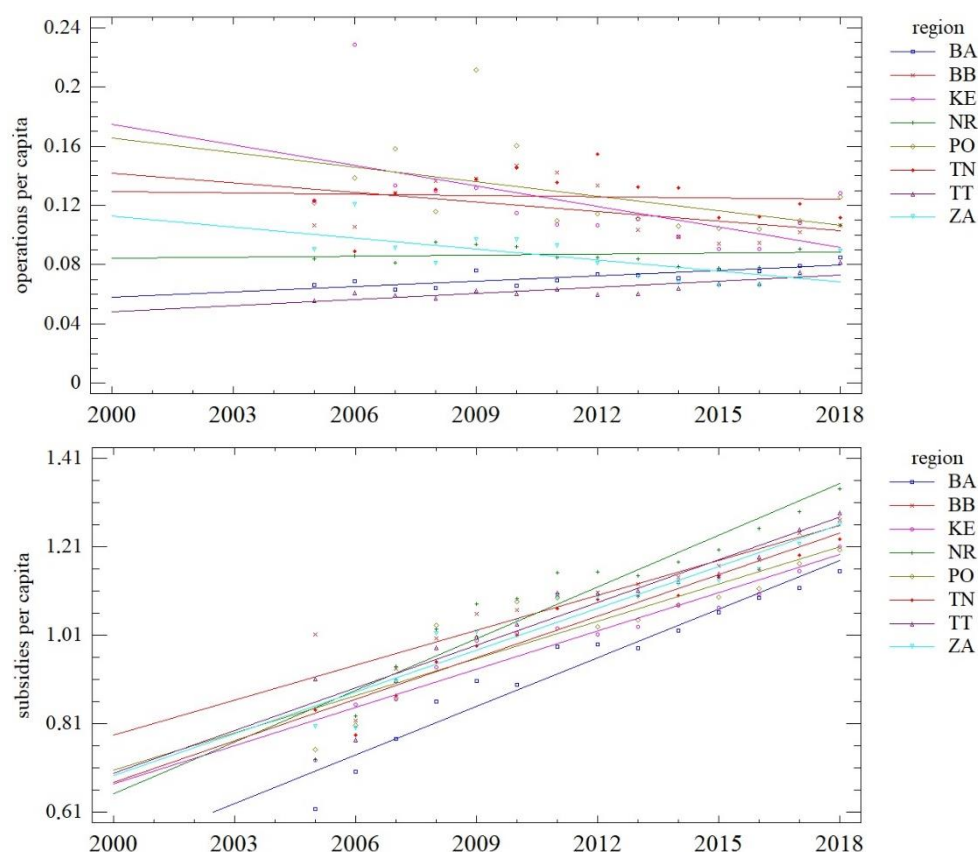 operations per capita
0.24
0.2
0.16
0.12
0.08
0.04
0
2000 2003 2006 2009 2012 2015 2018
region
BA
BB
KE
NR
PO
TN
TT
ZA
subsidies per capita
1.41
1.21
1.01
0.81
0.61
2000 2003 2006 2009 2012 2015 2018
region
BA
BB
KE
NR
PO
TN
TT
ZA